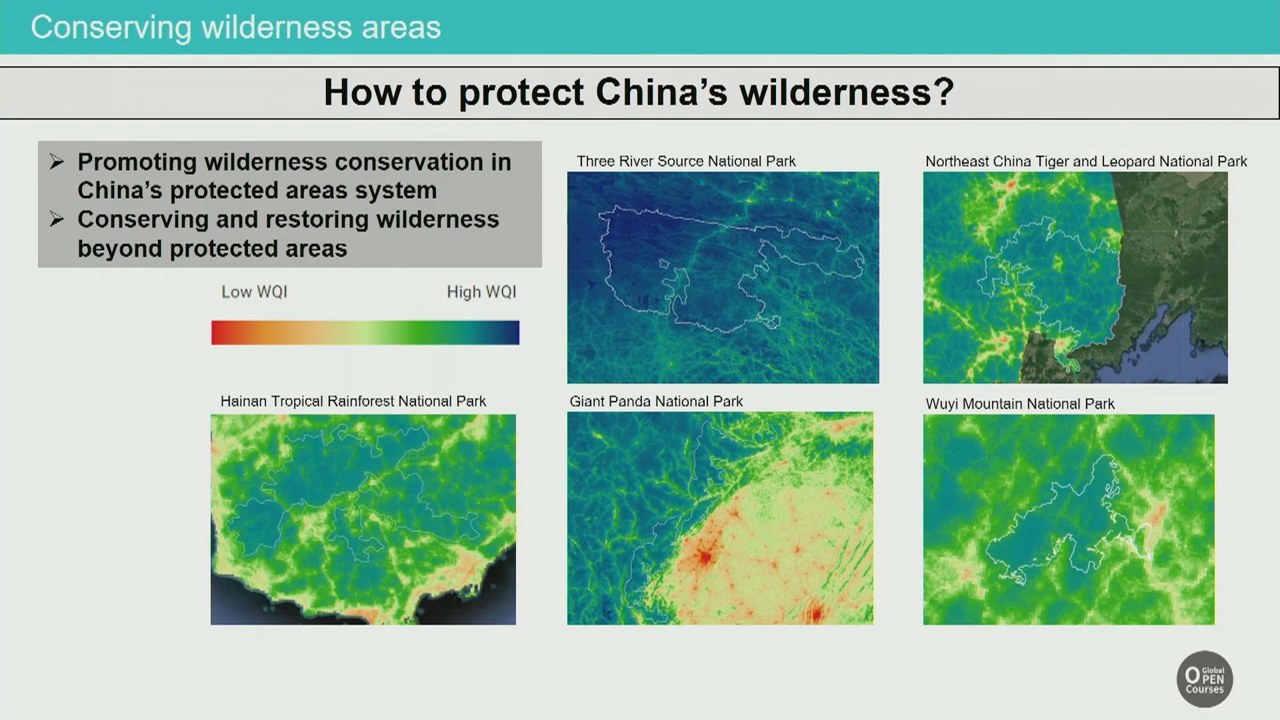 Conserving wilderness areas
How to protect China's wilderness?
➢ Promoting wilderness conservation in
China's protected areas system
➢ Conserving and restoring wilderness
beyond protected areas
Low WQI
High WQI
Three River Source National Park
Northeast China Tiger and Leopard National Park
Hainan Tropical Rainforest National Park
Giant Panda National Park
Wuyi Mountain National Park
Global
OPEN
Courses